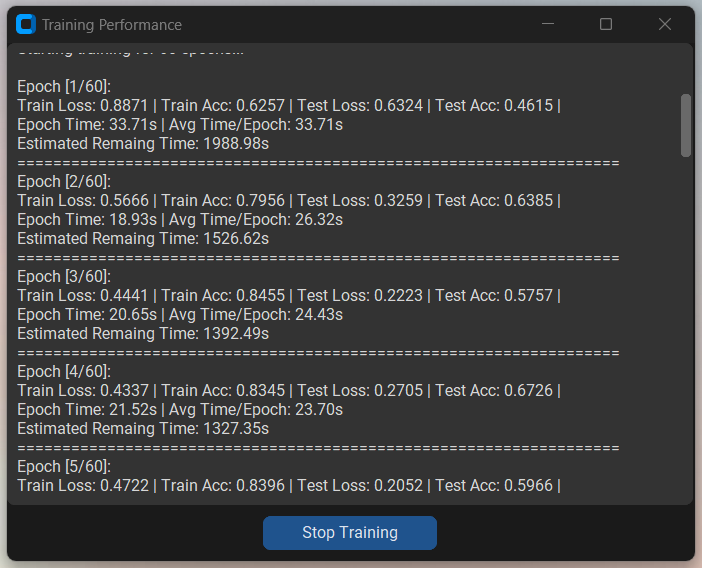 Training Performance
Starting training for 60 epochs...
Epoch [1/60]:
Train Loss: 0.8871 | Train Acc: 0.6257 | Test Loss: 0.6324 | Test Acc: 0.4615 |
Epoch Time: 33.71s | Avg Time/Epoch: 33.71s
Estimated Remaing Time: 1988.98s
===================================================================
Epoch [2/60]:
Train Loss: 0.5666 | Train Acc: 0.7956 | Test Loss: 0.3259 | Test Acc: 0.6385 |
Epoch Time: 18.93s | Avg Time/Epoch: 26.32s
Estimated Remaing Time: 1526.62s
===================================================================
Epoch [3/60]:
Train Loss: 0.4441 | Train Acc: 0.8455 | Test Loss: 0.2223 | Test Acc: 0.5757 |
Epoch Time: 20.65s | Avg Time/Epoch: 24.43s
Estimated Remaing Time: 1392.49s
===================================================================
Epoch [4/60]:
Train Loss: 0.4337 | Train Acc: 0.8345 | Test Loss: 0.2705 | Test Acc: 0.6726 |
Epoch Time: 21.52s | Avg Time/Epoch: 23.70s
Estimated Remaing Time: 1327.35s
===================================================================
Epoch [5/60]:
Train Loss: 0.4722 | Train Acc: 0.8396 | Test Loss: 0.2052 | Test Acc: 0.5966 |
Stop Training